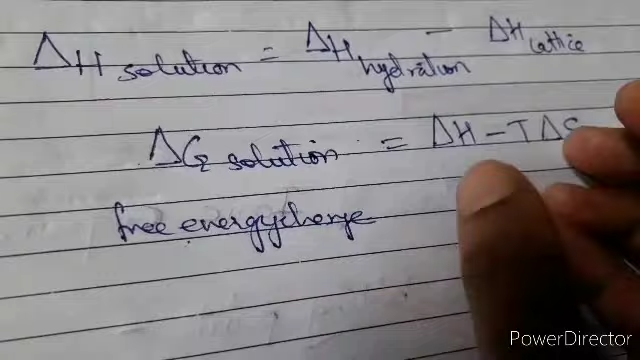 ΔH solution = ΔH hydration - ΔH Lattice
ΔG solution = ΔH - TΔS
free energy change
PowerDirector